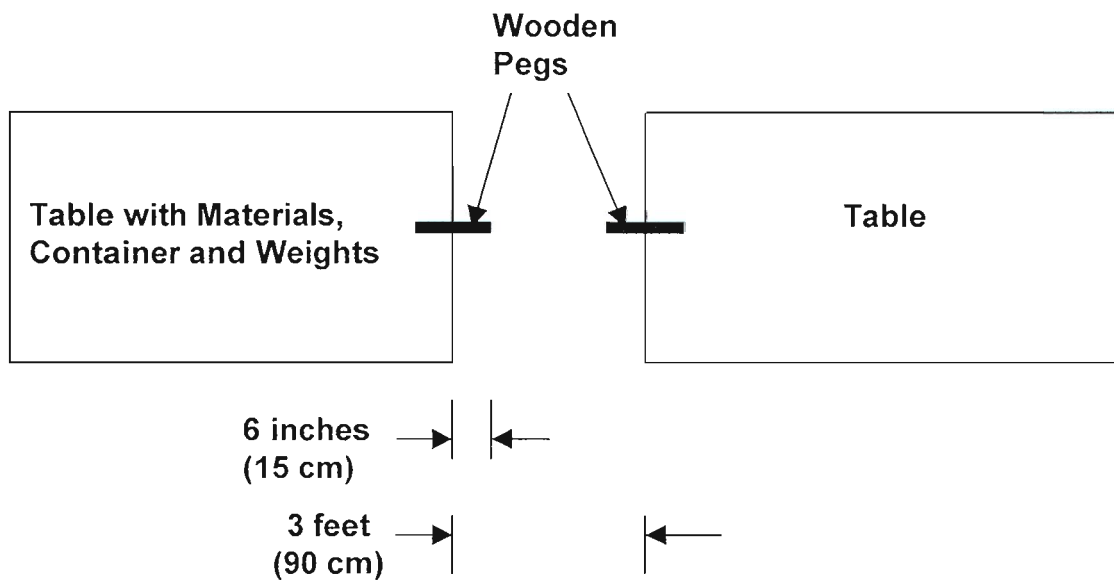 Wooden
Pegs
Table with Materials,
Container and Weights
Table
6 inches
(15 cm)
3 feet
(90 cm)